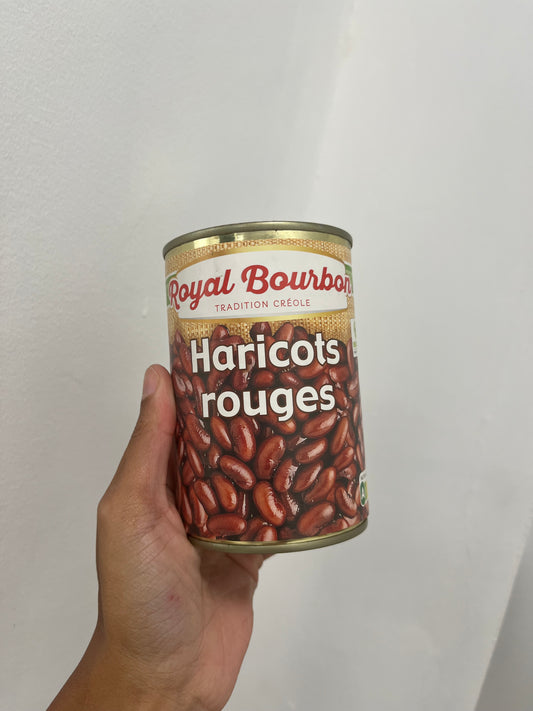 Royal Bourbon
TRADITION CRÉOLE
Haricots
rouges